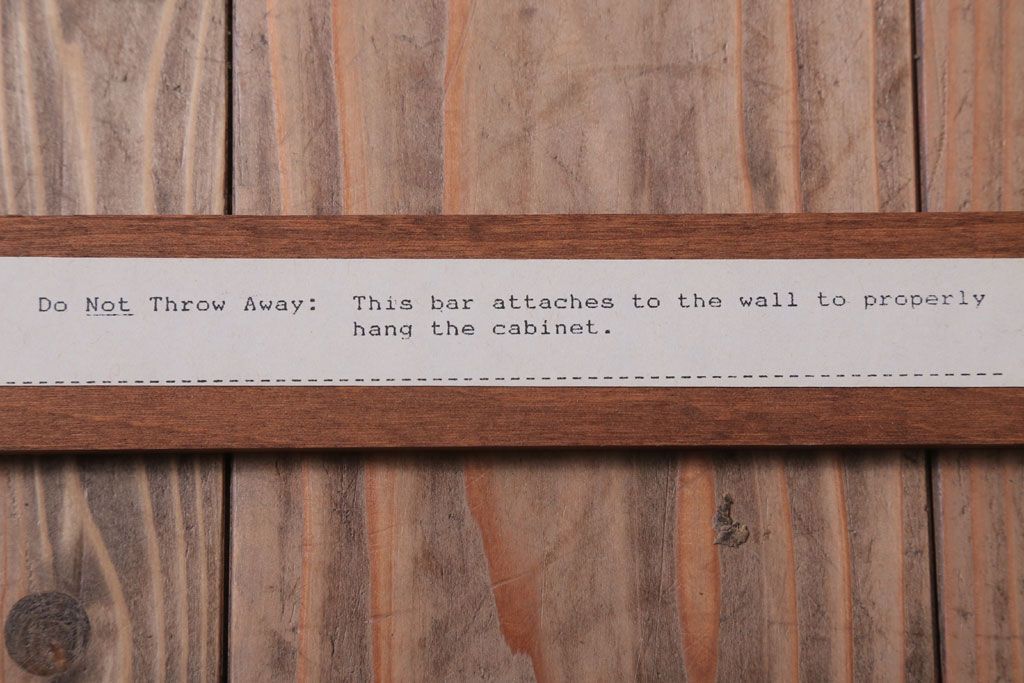 Do Not Throw Away: This bar attaches to the wall to properly
hang the cabinet.